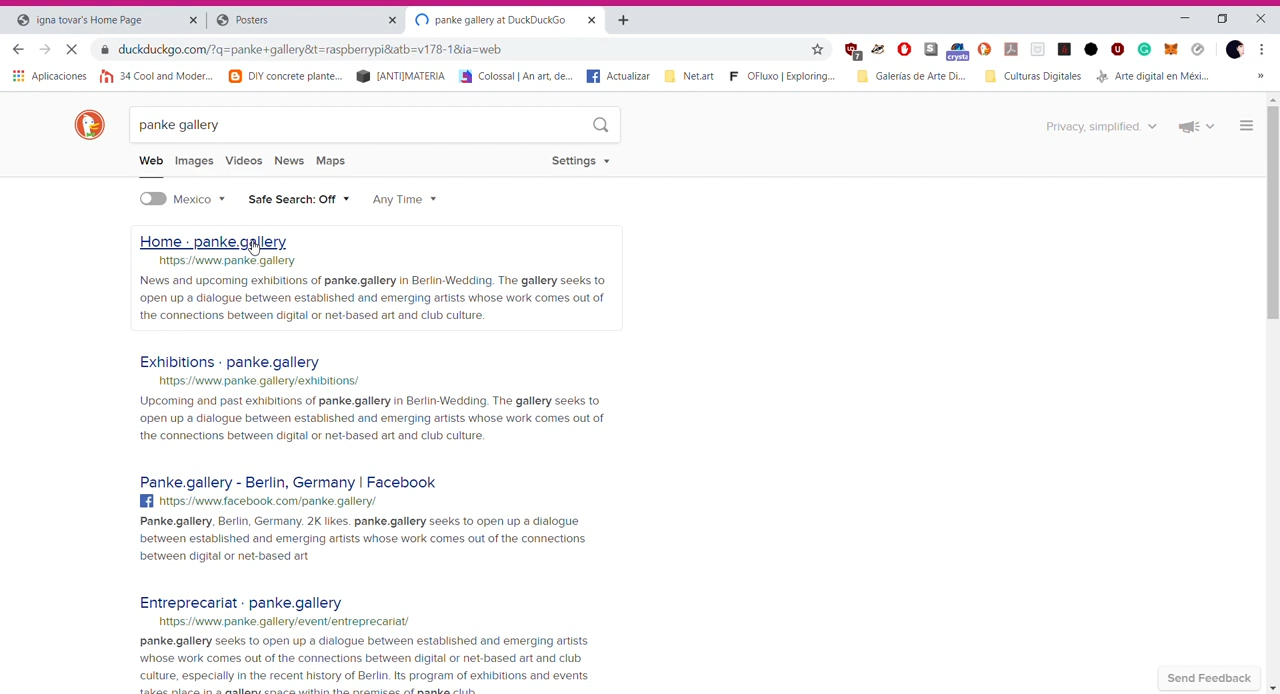 igna tovar's Home Page
Posters
panke gallery at DuckDuckGo
duckduckgo.com/?q=panke+gallery&t=raspberrypi&atb=v178-1&ia=web
Aplicaciones
34 Cool and Moder...
DIY concrete plante...
[ANTI]MATERIA
Colossal | An art, de...
Actualizar
Net.art
OFluxo | Exploring...
Galerías de Arte Di...
Culturas Digitales
Arte digital en Méxi...
»
panke gallery
Privacy, simplified.
Web Images Videos News Maps Settings
Mexico Safe Search: Off Any Time
Home · panke.gallery
https://www.panke.gallery
News and upcoming exhibitions of panke.gallery in Berlin-Wedding. The gallery seeks to
open up a dialogue between established and emerging artists whose work comes out of
the connections between digital or net-based art and club culture.
Exhibitions · panke.gallery
https://www.panke.gallery/exhibitions/
Upcoming and past exhibitions of panke.gallery in Berlin-Wedding. The gallery seeks to
open up a dialogue between established and emerging artists whose work comes out of
the connections between digital or net-based art and club culture.
Panke.gallery - Berlin, Germany | Facebook
https://www.facebook.com/panke.gallery/
Panke.gallery, Berlin, Germany. 2K likes. panke.gallery seeks to open up a dialogue
between established and emerging artists whose work comes out of the connections
between digital or net-based art
Entreprecariat · panke.gallery
https://www.panke.gallery/event/entreprecariat/
panke.gallery seeks to open up a dialogue between established and emerging artists
whose work comes out of the connections between digital or net-based art and club
culture, especially in the recent history of Berlin. Its program of exhibitions and events
takes place in a gallery space within the premises of panke club.
Send Feedback